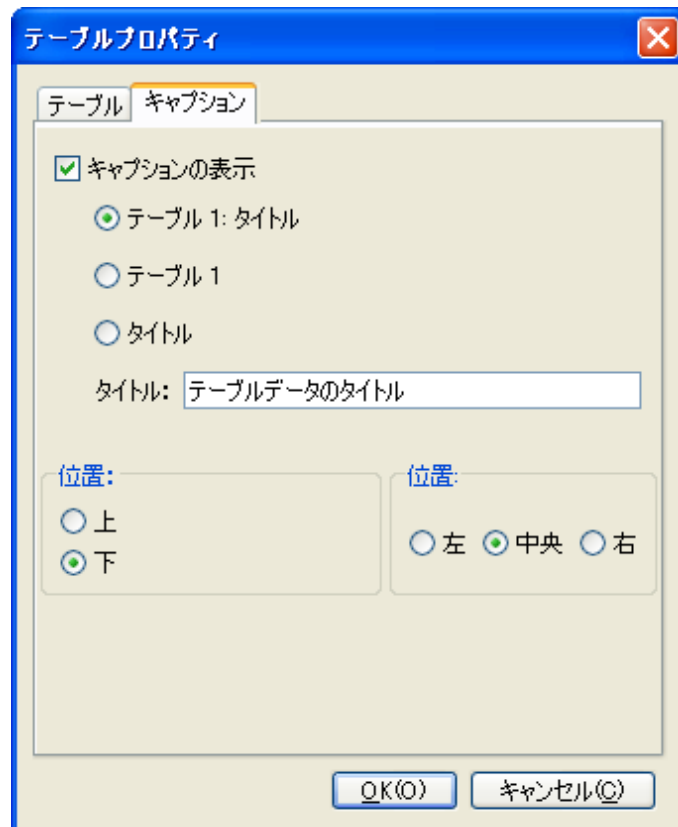 テーブルプロパティ
テーブル キャプション
キャプションの表示
テーブル 1: タイトル
テーブル 1
タイトル
タイトル: テーブルデータのタイトル
位置: 位置:
上
左 中央 右
下
OK(O) キャンセル(C)